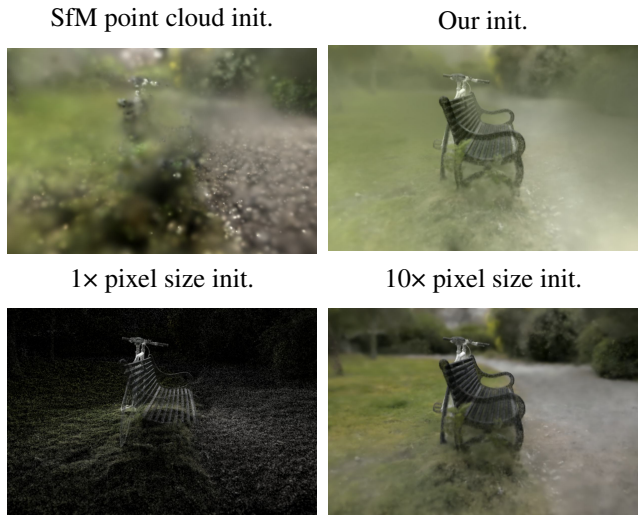 SfM point cloud init.
Our init.
1× pixel size init.
10× pixel size init.